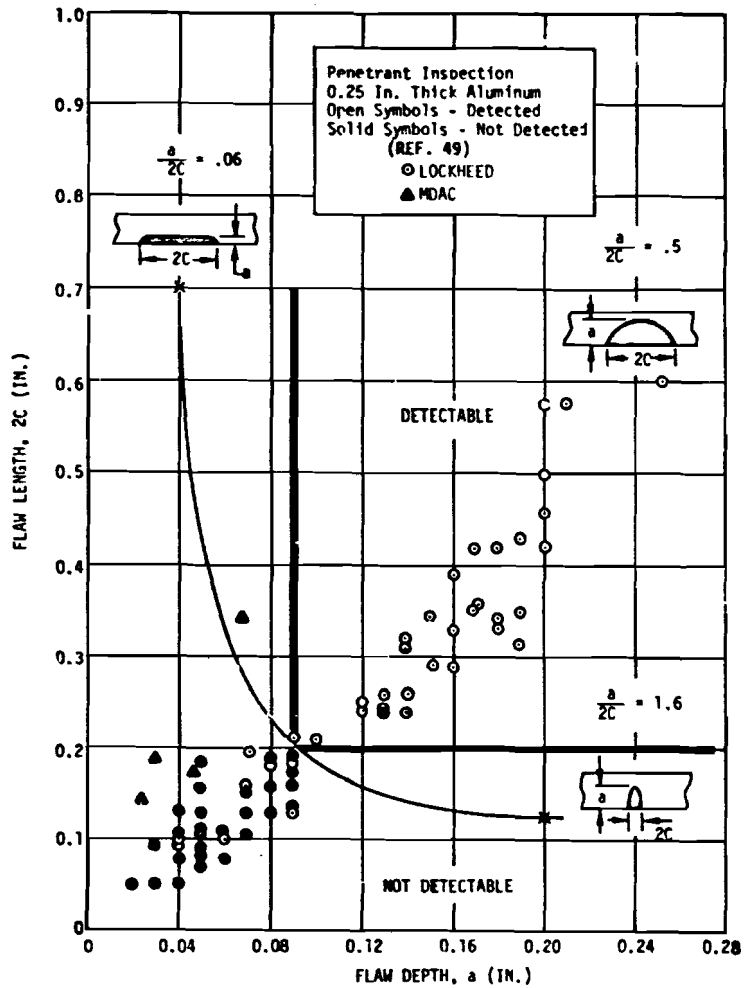 Penetrant Inspection
0.25 In. Thick Aluminum
Open Symbols - Detected
Solid Symbols - Not Detected
(REF. 49)
LOCKHEED
MDAC
a/2C = .06
2C
a
a/2C = .5
a
2C
DETECTABLE
a/2C = 1.6
a
2C
NOT DETECTABLE
FLAW LENGTH, 2C (IN.)
1.0
0.9
0.8
0.7
0.6
0.5
0.4
0.3
0.2
0.1
0
0 0.04 0.08 0.12 0.16 0.20 0.24 0.28
FLAW DEPTH, a (IN.)